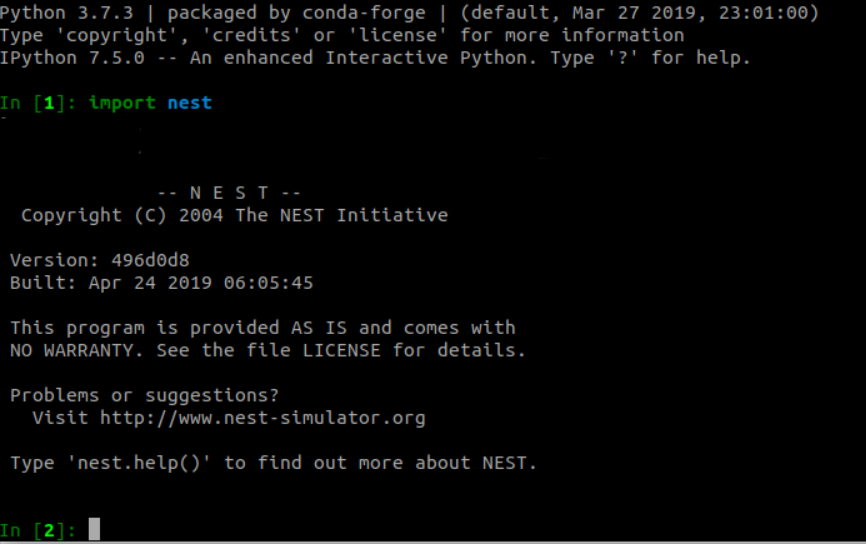 Python 3.7.3 | packaged by conda-forge | (default, Mar 27 2019, 23:01:00)
Type 'copyright', 'credits' or 'license' for more information
IPython 7.5.0 -- An enhanced Interactive Python. Type '?' for help.
In [1]: import nest
-- N E S T --
Copyright (C) 2004 The NEST Initiative
Version: 496d0d8
Built: Apr 24 2019 06:05:45
This program is provided AS IS and comes with
NO WARRANTY. See the file LICENSE for details.
Problems or suggestions?
Visit http://www.nest-simulator.org
Type 'nest.help()' to find out more about NEST.
In [2]: